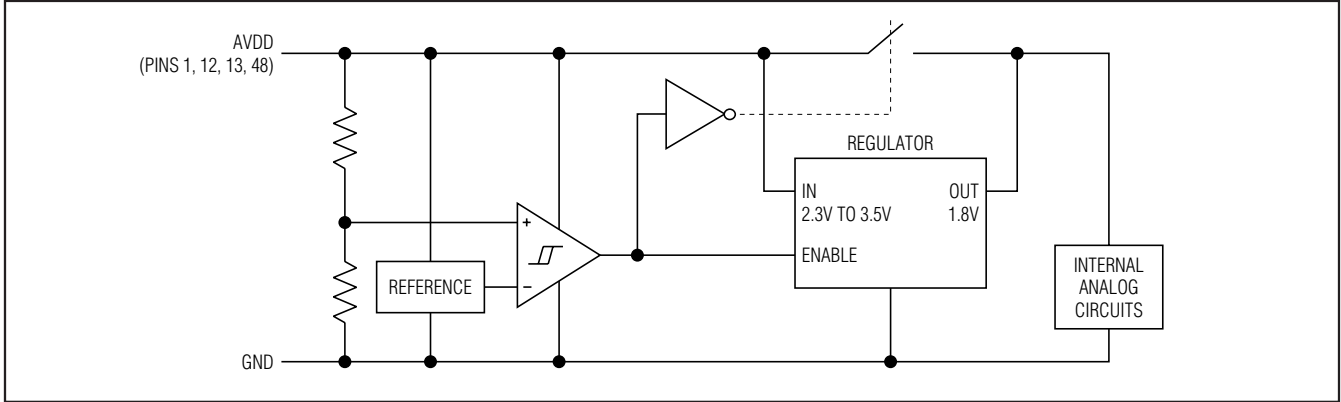 AVDD
(PINS 1, 12, 13, 48)
REGULATOR
IN
2.3V TO 3.5V
OUT
1.8V
+
ENABLE
REFERENCE
−
INTERNAL
ANALOG
CIRCUITS
GND